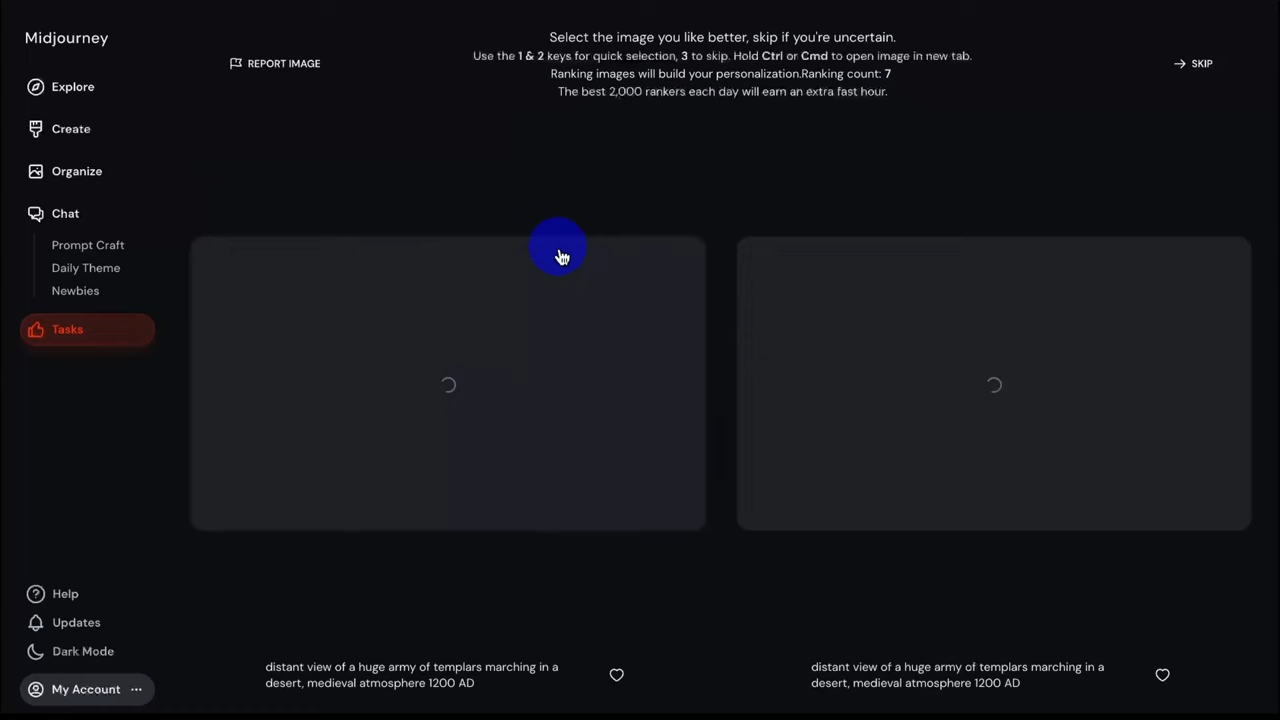 Midjourney
Explore
Create
Organize
Chat
Prompt Craft
Daily Theme
Newbies
Tasks
Help
Updates
Dark Mode
My Account
REPORT IMAGE
Select the image you like better, skip if you're uncertain.
Use the 1 & 2 keys for quick selection, 3 to skip. Hold Ctrl or Cmd to open image in new tab.
Ranking images will build your personalization.Ranking count: 7
The best 2,000 rankers each day will earn an extra fast hour.
SKIP
distant view of a huge army of templars marching in a
desert, medieval atmosphere 1200 AD
distant view of a huge army of templars marching in a
desert, medieval atmosphere 1200 AD